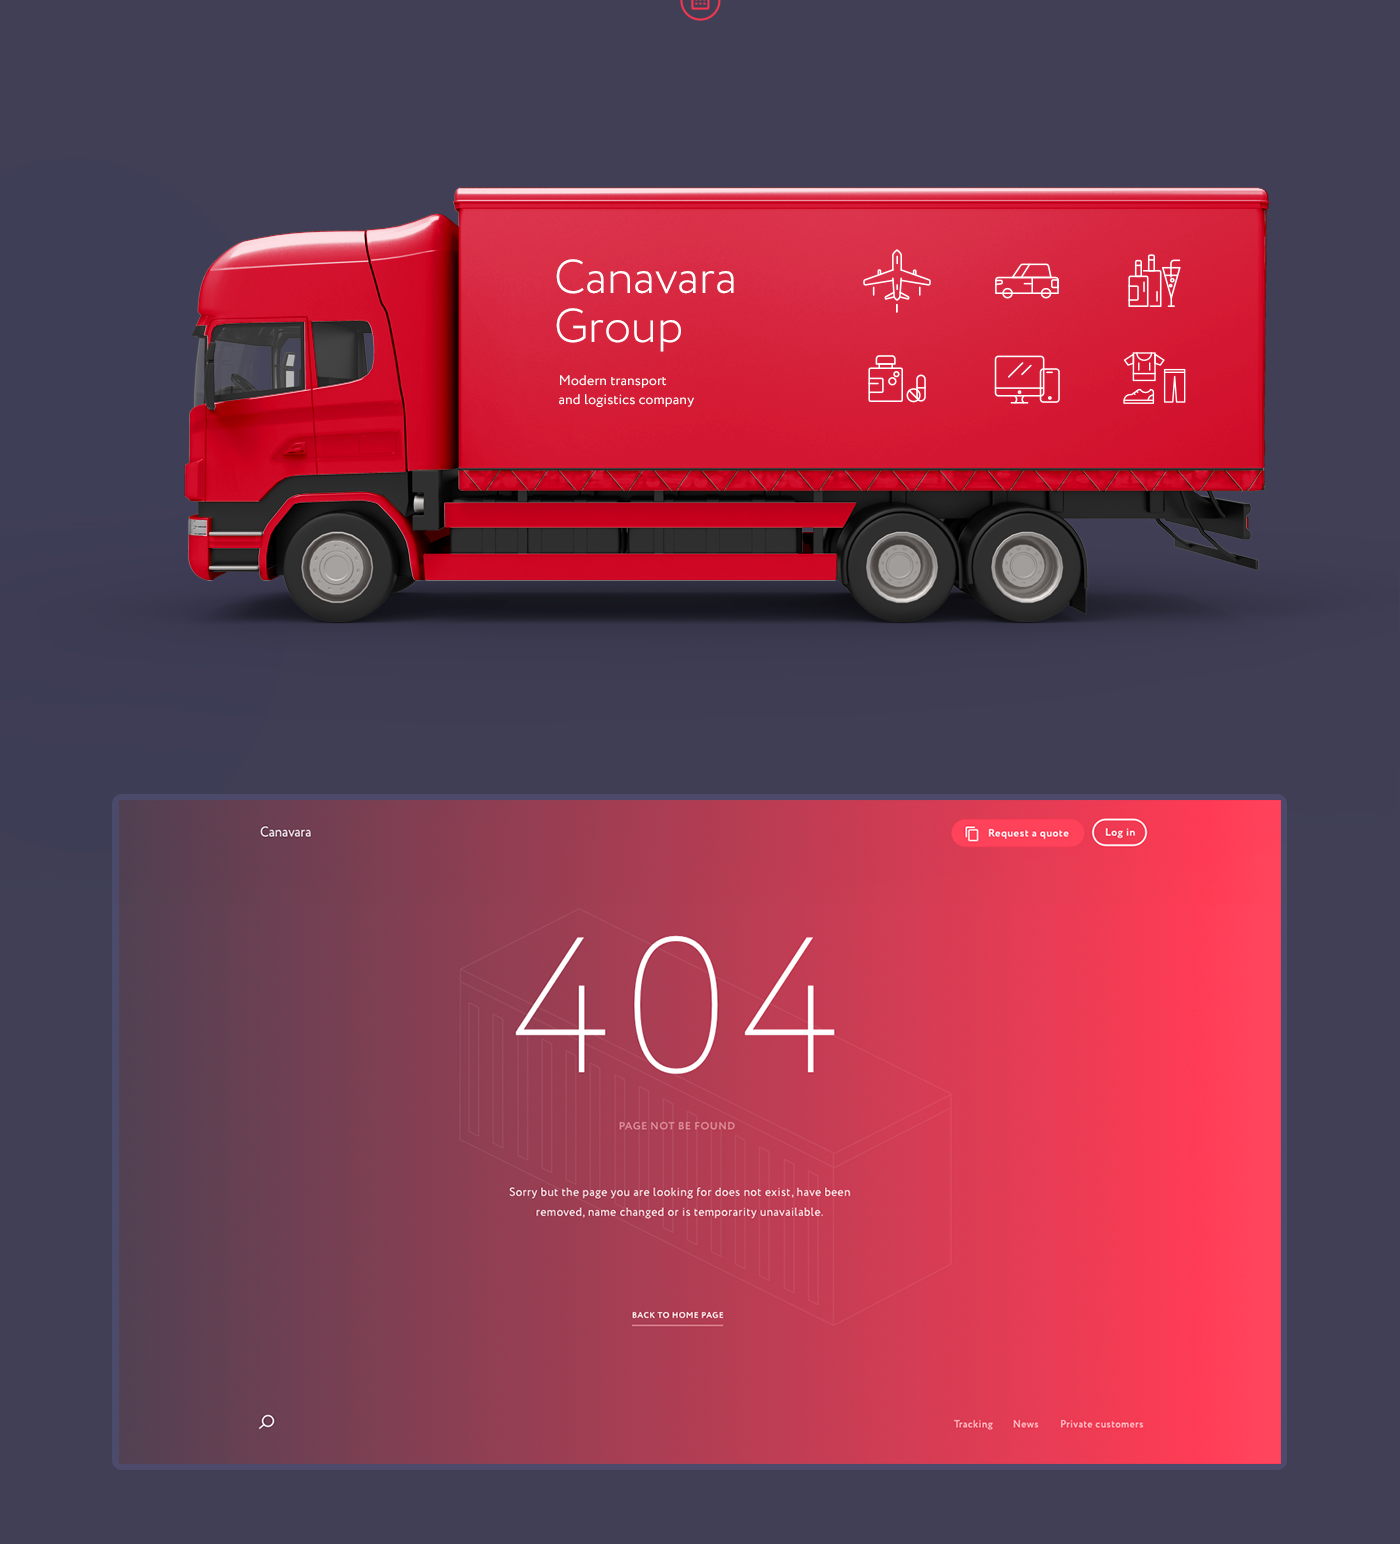 Canavara
Group
Modern transport
and logistics company
Canavara
Request a quote
Log in
404
PAGE NOT BE FOUND
Sorry but the page you are looking for does not exist, have been
removed, name changed or is temporarity unavailable.
BACK TO HOME PAGE
Tracking
News
Private customers